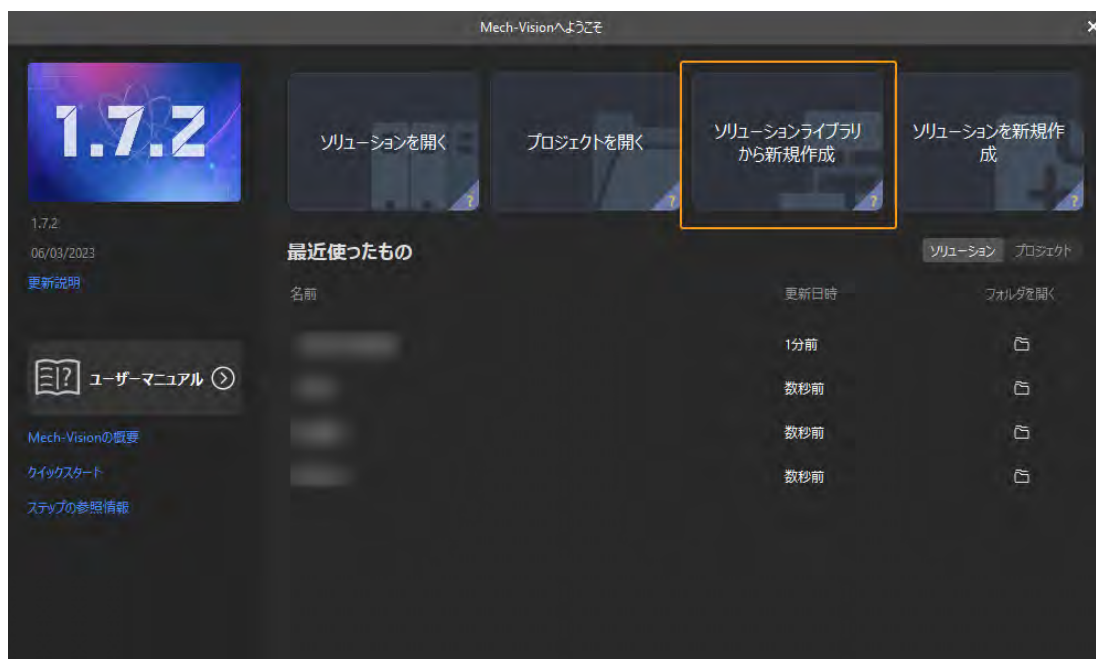 Mech-Visionへようこそ
1.7.2
1.7.2
06/03/2023
更新説明
ユーザーマニュアル
Mech-Visionの概要
クイックスタート
ステップの参照情報
ソリューションを開く
プロジェクトを開く
ソリューションライブラリ
から新規作成
ソリューションを新規作
成
最近使ったもの
ソリューション プロジェクト
名前 更新日時 フォルダを開く
1分前
数秒前
数秒前
数秒前